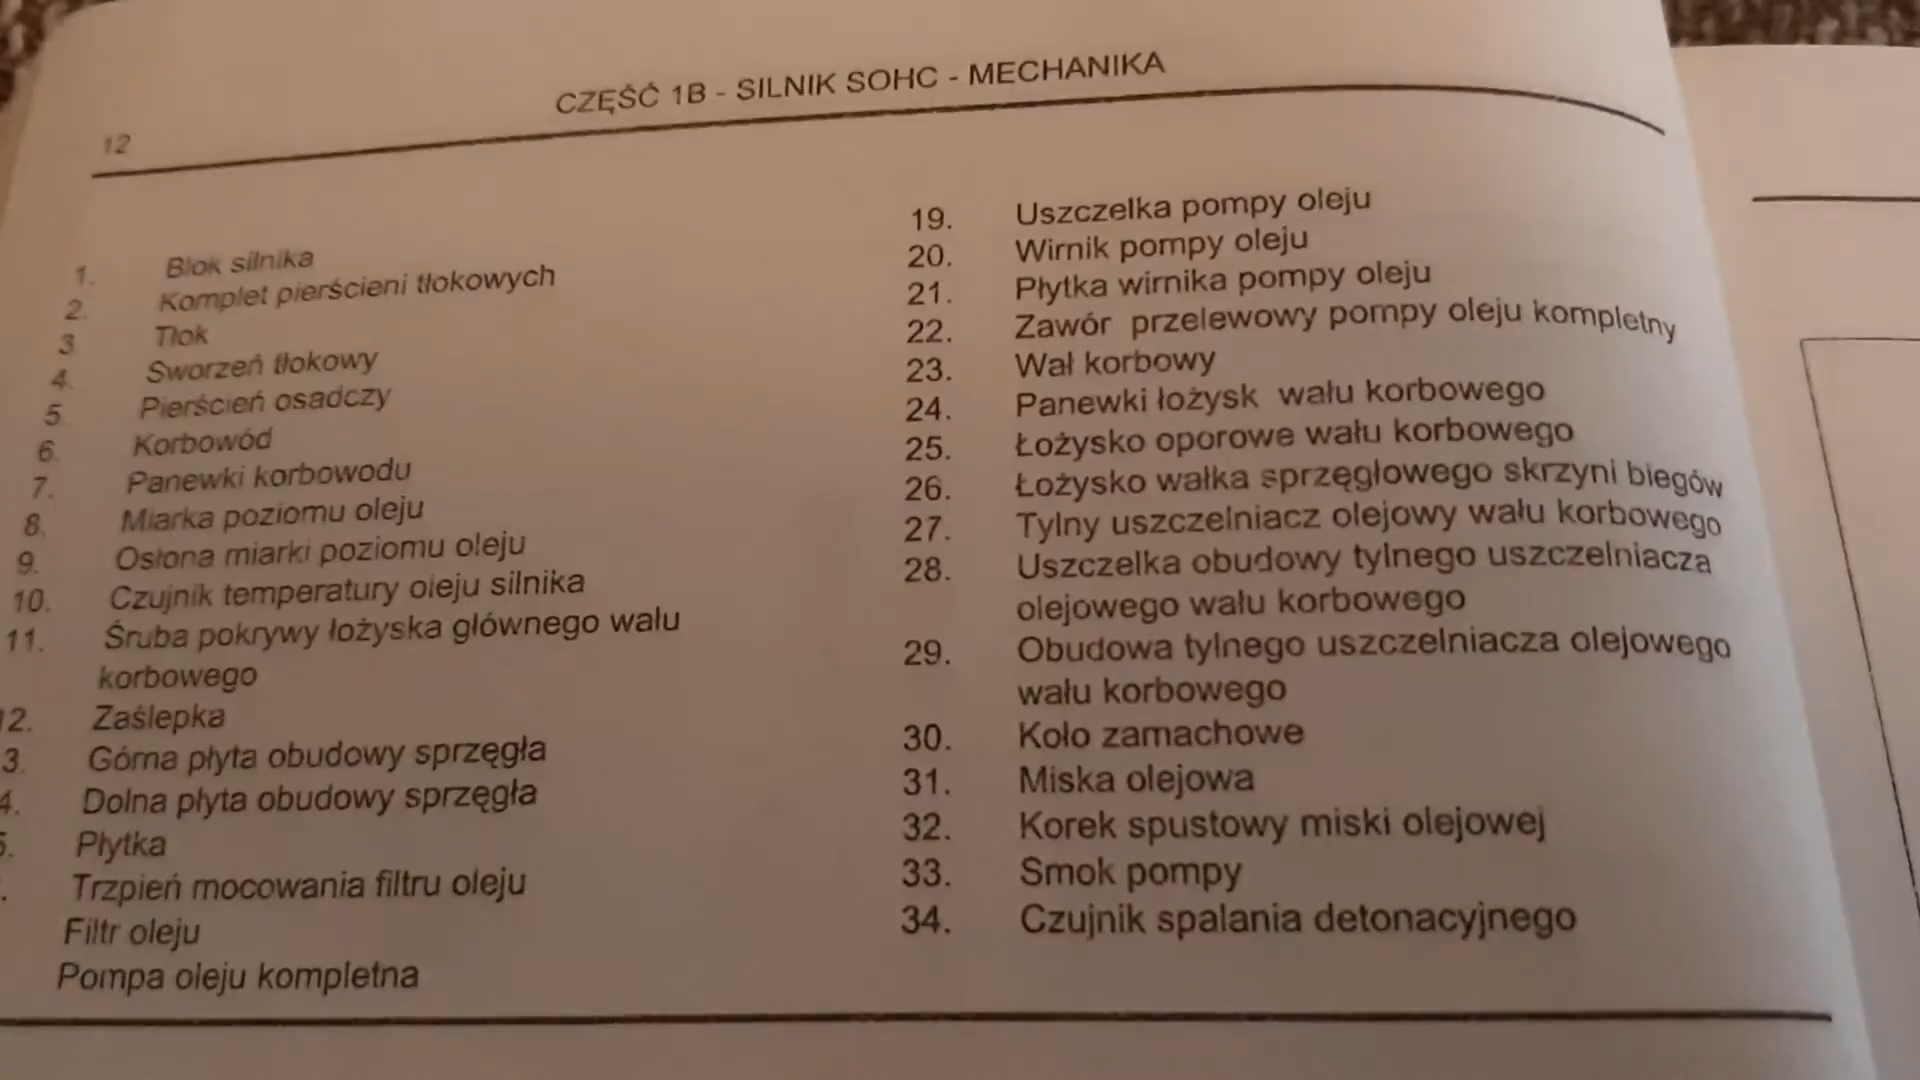 CZĘŚĆ 1B - SILNIK SOHC - MECHANIKA
12
1. Blok silnika
2. Komplet pierścieni tłokowych
3. Tłok
4. Sworzeń tłokowy
5. Pierścień osadczy
6. Korbowód
7. Panewki korbowodu
8. Miarka poziomu oleju
9. Osłona miarki poziomu oleju
10. Czujnik temperatury oleju silnika
11. Śruba pokrywy łożyska głównego wału
korbowego
12. Zaślepka
3. Górna płyta obudowy sprzęgła
4. Dolna płyta obudowy sprzęgła
5. Płytka
. Trzpień mocowania filtru oleju
Filtr oleju
Pompa oleju kompletna
19. Uszczelka pompy oleju
20. Wirnik pompy oleju
21. Płytka wirnika pompy oleju
22. Zawór przelewowy pompy oleju kompletny
23. Wał korbowy
24. Panewki łożysk wału korbowego
25. Łożysko oporowe wału korbowego
26. Łożysko wałka sprzęgłowego skrzyni biegów
27. Tylny uszczelniacz olejowy wału korbowego
28. Uszczelka obudowy tylnego uszczelniacza
olejowego wału korbowego
29. Obudowa tylnego uszczelniacza olejowego
wału korbowego
30. Koło zamachowe
31. Miska olejowa
32. Korek spustowy miski olejowej
33. Smok pompy
34. Czujnik spalania detonacyjnego